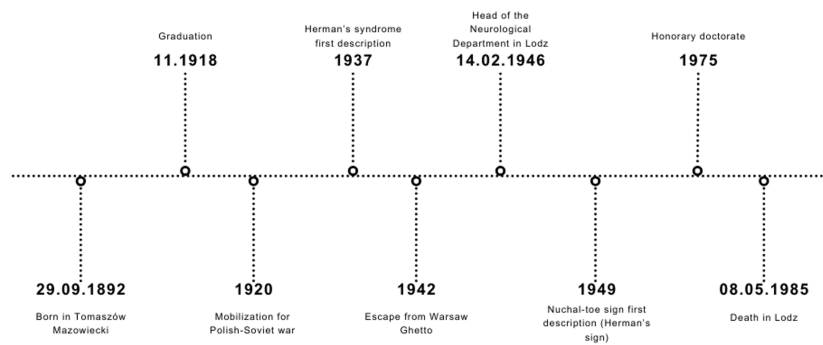 Graduation
11.1918
Herman's syndrome
first description
1937
Head of the
Neurological
Department in Lodz
14.02.1946
Honorary doctorate
1975
29.09.1892
Born in Tomaszów
Mazowiecki
1920
Mobilization for
Polish-Soviet war
1942
Escape from Warsaw
Ghetto
1949
Nuchal-toe sign first
description (Herman's
sign)
08.05.1985
Death in Lodz